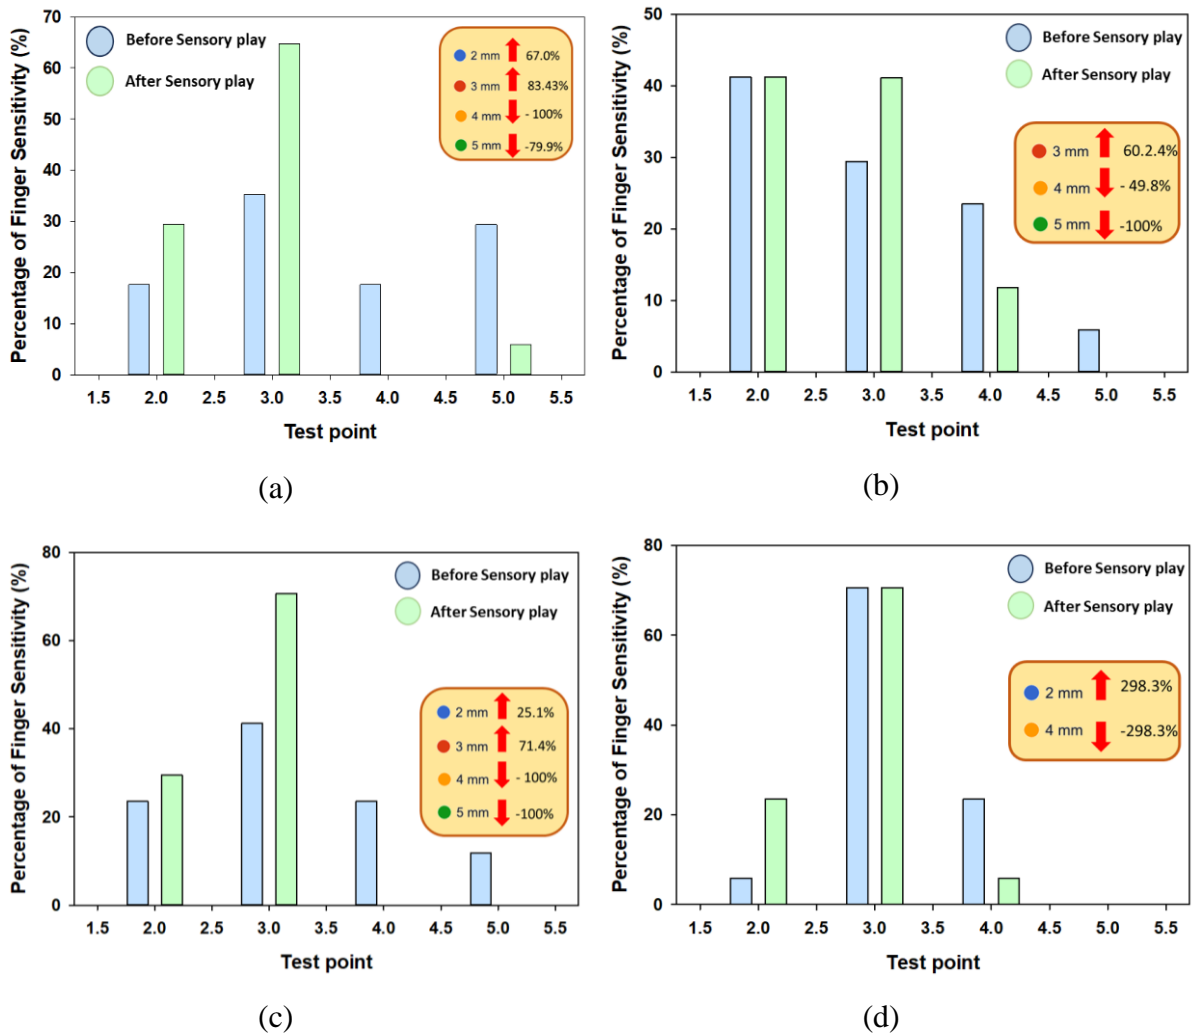 Percentage of Finger Sensitivity (%)
70
60
50
40
30
20
10
0
Before Sensory play
After Sensory play
2 mm 67.0%
3 mm 83.43%
4 mm - 100%
5 mm -79.9%
1.5 2.0 2.5 3.0 3.5 4.0 4.5 5.0 5.5
Test point
(a)
Percentage of Finger Sensitivity (%)
50
40
30
20
10
0
Before Sensory play
After Sensory play
3 mm 60.2.4%
4 mm - 49.8%
5 mm -100%
1.5 2.0 2.5 3.0 3.5 4.0 4.5 5.0 5.5
Test point
(b)
Percentage of Finger Sensitivity (%)
80
60
40
20
0
Before Sensory play
After Sensory play
2 mm 25.1%
3 mm 71.4%
4 mm - 100%
5 mm -100%
1.5 2.0 2.5 3.0 3.5 4.0 4.5 5.0 5.5
Test point
(c)
Percentage of Finger Sensitivity (%)
80
60
40
20
0
Before Sensory play
After Sensory play
2 mm 298.3%
4 mm -298.3%
1.5 2.0 2.5 3.0 3.5 4.0 4.5 5.0 5.5
Test point
(d)